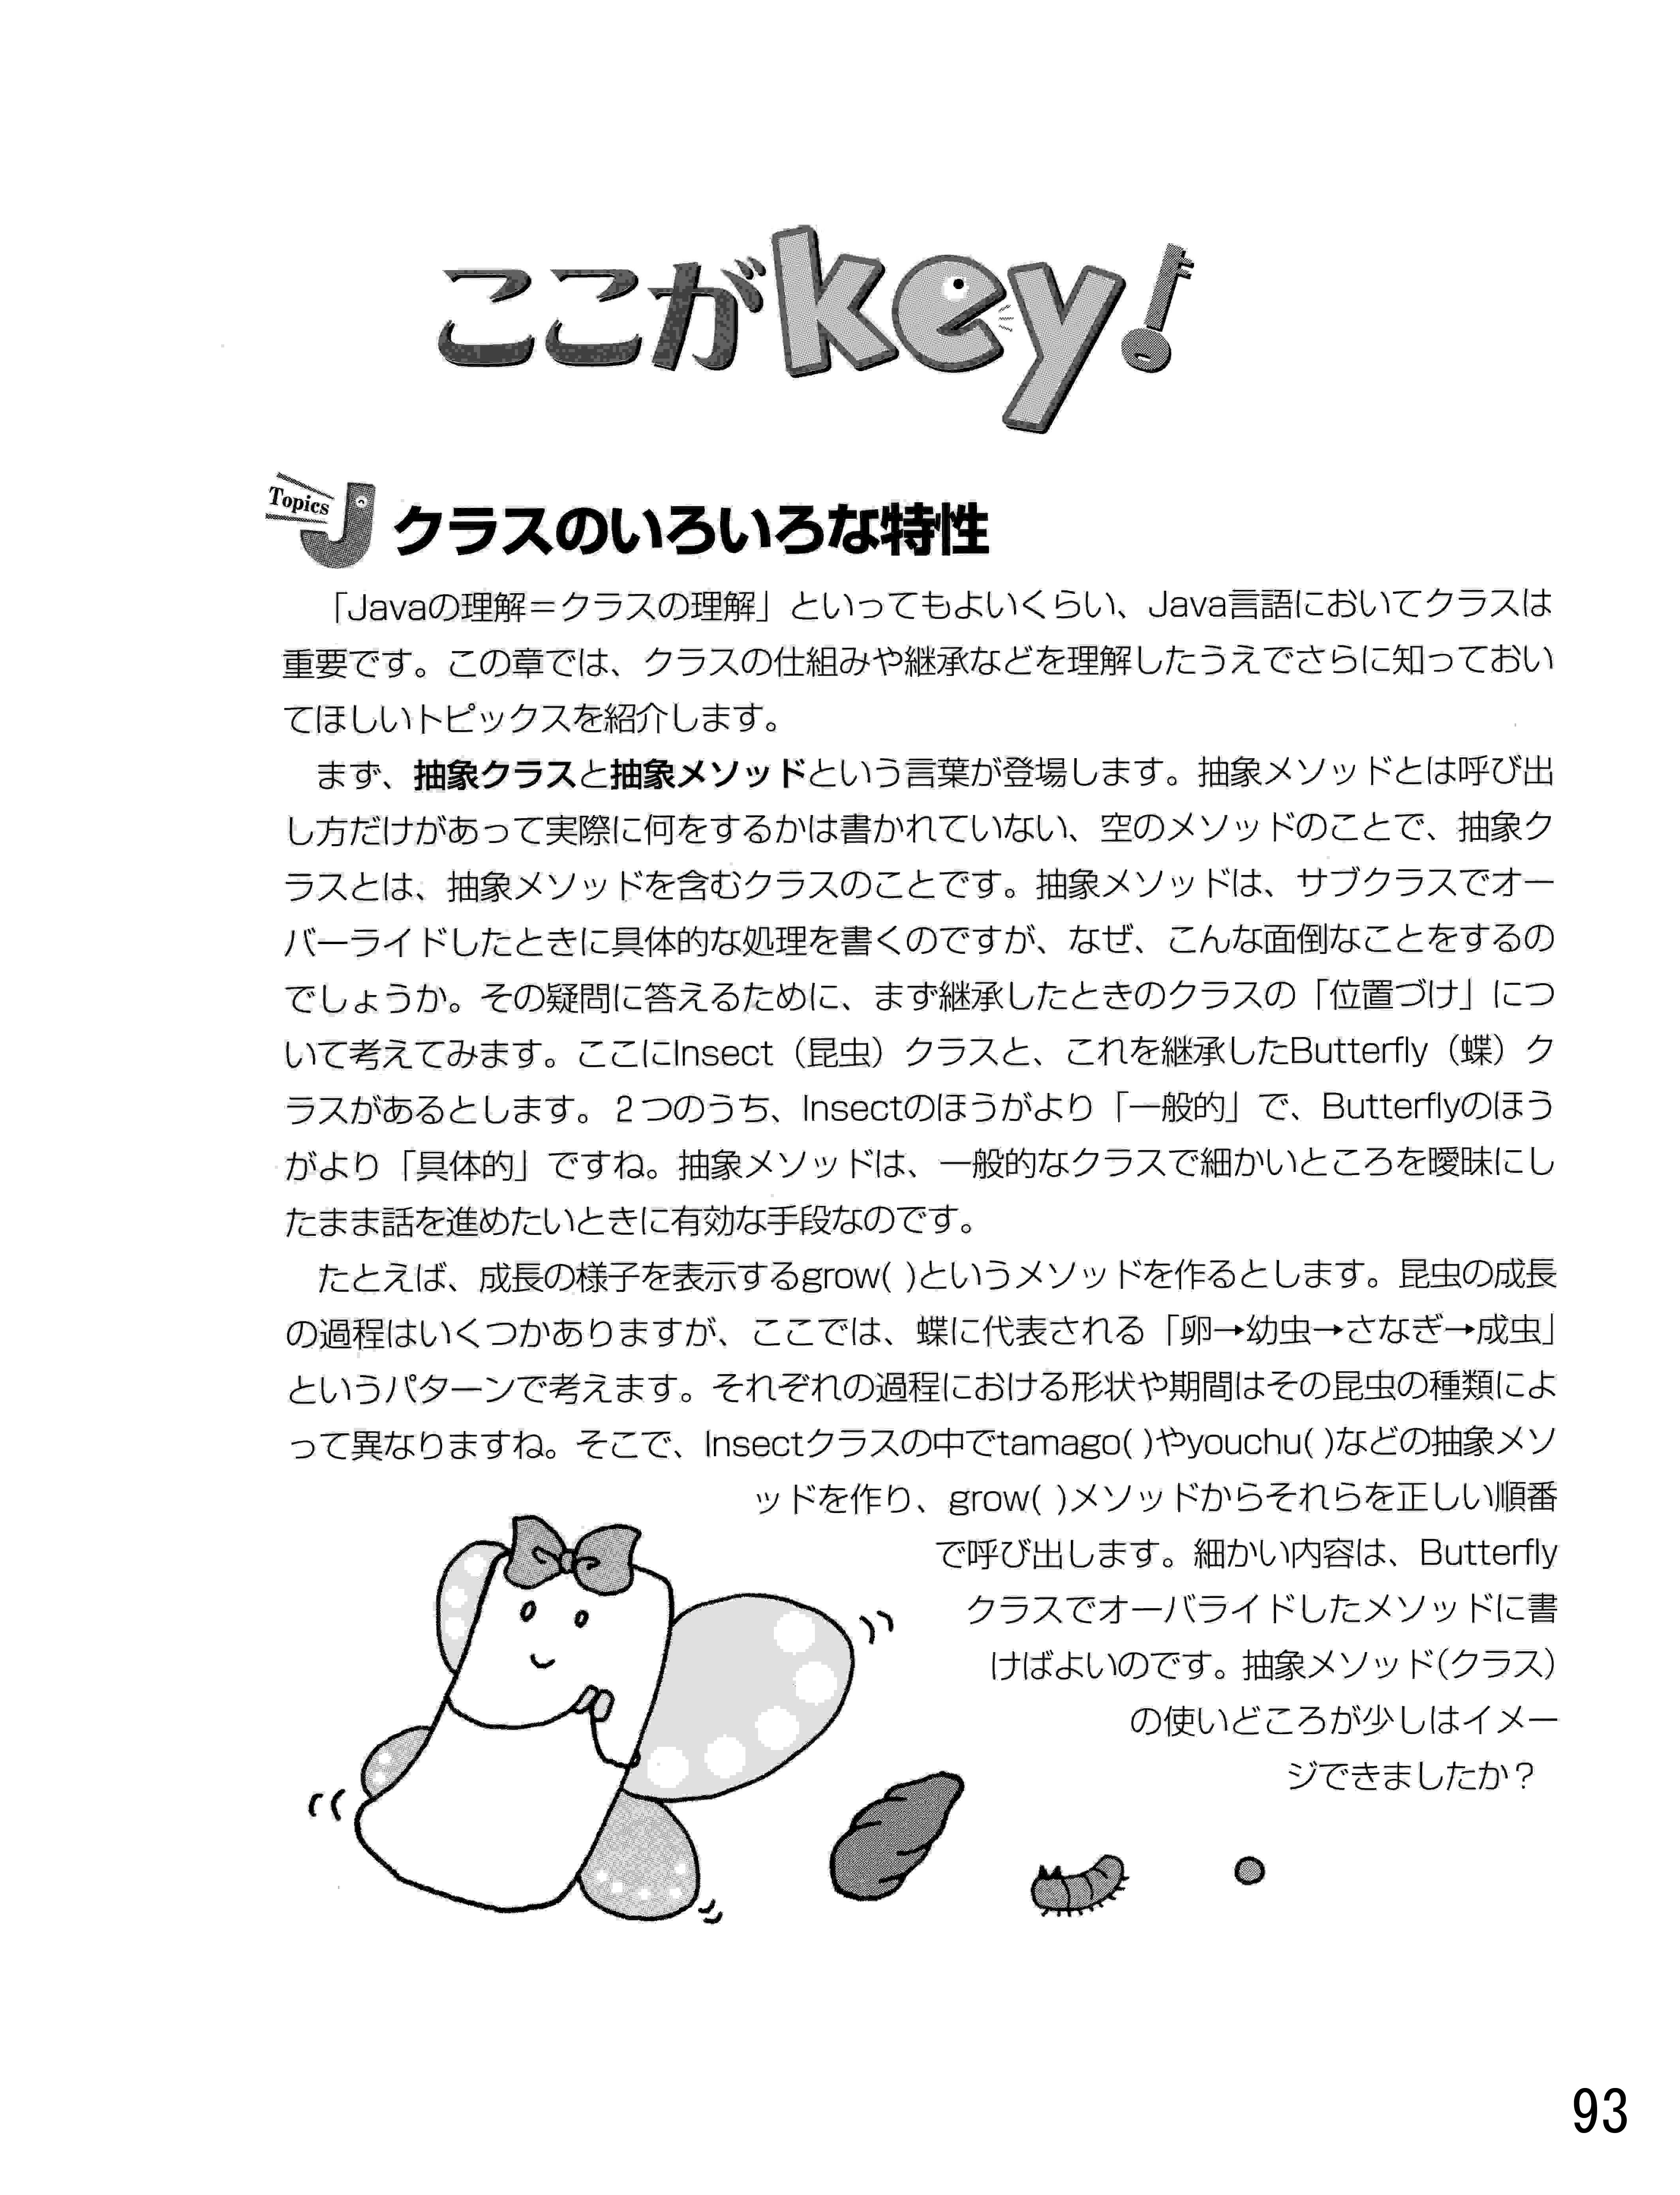 ここがkey!
Topics
クラスのいろいろな特性
「Javaの理解＝クラスの理解」といってもよいくらい、Java言語においてクラスは
重要です。この章では、クラスの仕組みや継承などを理解したうえでさらに知っておい
てほしいトピックスを紹介します。
まず、抽象クラスと抽象メソッドという言葉が登場します。抽象メソッドとは呼び出
し方だけがあって実際に何をするかは書かれていない、空のメソッドのことで、抽象ク
ラスとは、抽象メソッドを含むクラスのことです。抽象メソッドは、サブクラスでオー
バーライドしたときに具体的な処理を書くのですが、なぜ、こんな面倒なことをするの
でしょうか。その疑問に答えるために、まず継承したときのクラスの「位置づけ」につ
いて考えてみます。ここにInsect（昆虫）クラスと、これを継承したButterfly（蝶）ク
ラスがあるとします。２つのうち、Insectのほうがより「一般的」で、Butterflyのほう
がより「具体的」ですね。抽象メソッドは、一般的なクラスで細かいところを曖昧にし
たまま話を進めたいときに有効な手段なのです。
たとえば、成長の様子を表示するgrow( )というメソッドを作るとします。昆虫の成長
の過程はいくつかありますが、ここでは、蝶に代表される「卵→幼虫→さなぎ→成虫」
というパターンで考えます。それぞれの過程における形状や期間はその昆虫の種類によ
って異なりますね。そこで、Insectクラスの中でtamago( )やyouchu( )などの抽象メソ
ッドを作り、grow( )メソッドからそれらを正しい順番
で呼び出します。細かい内容は、Butterfly
クラスでオーバライドしたメソッドに書
けばよいのです。抽象メソッド（クラス）
の使いどころが少しはイメー
ジできましたか？
93